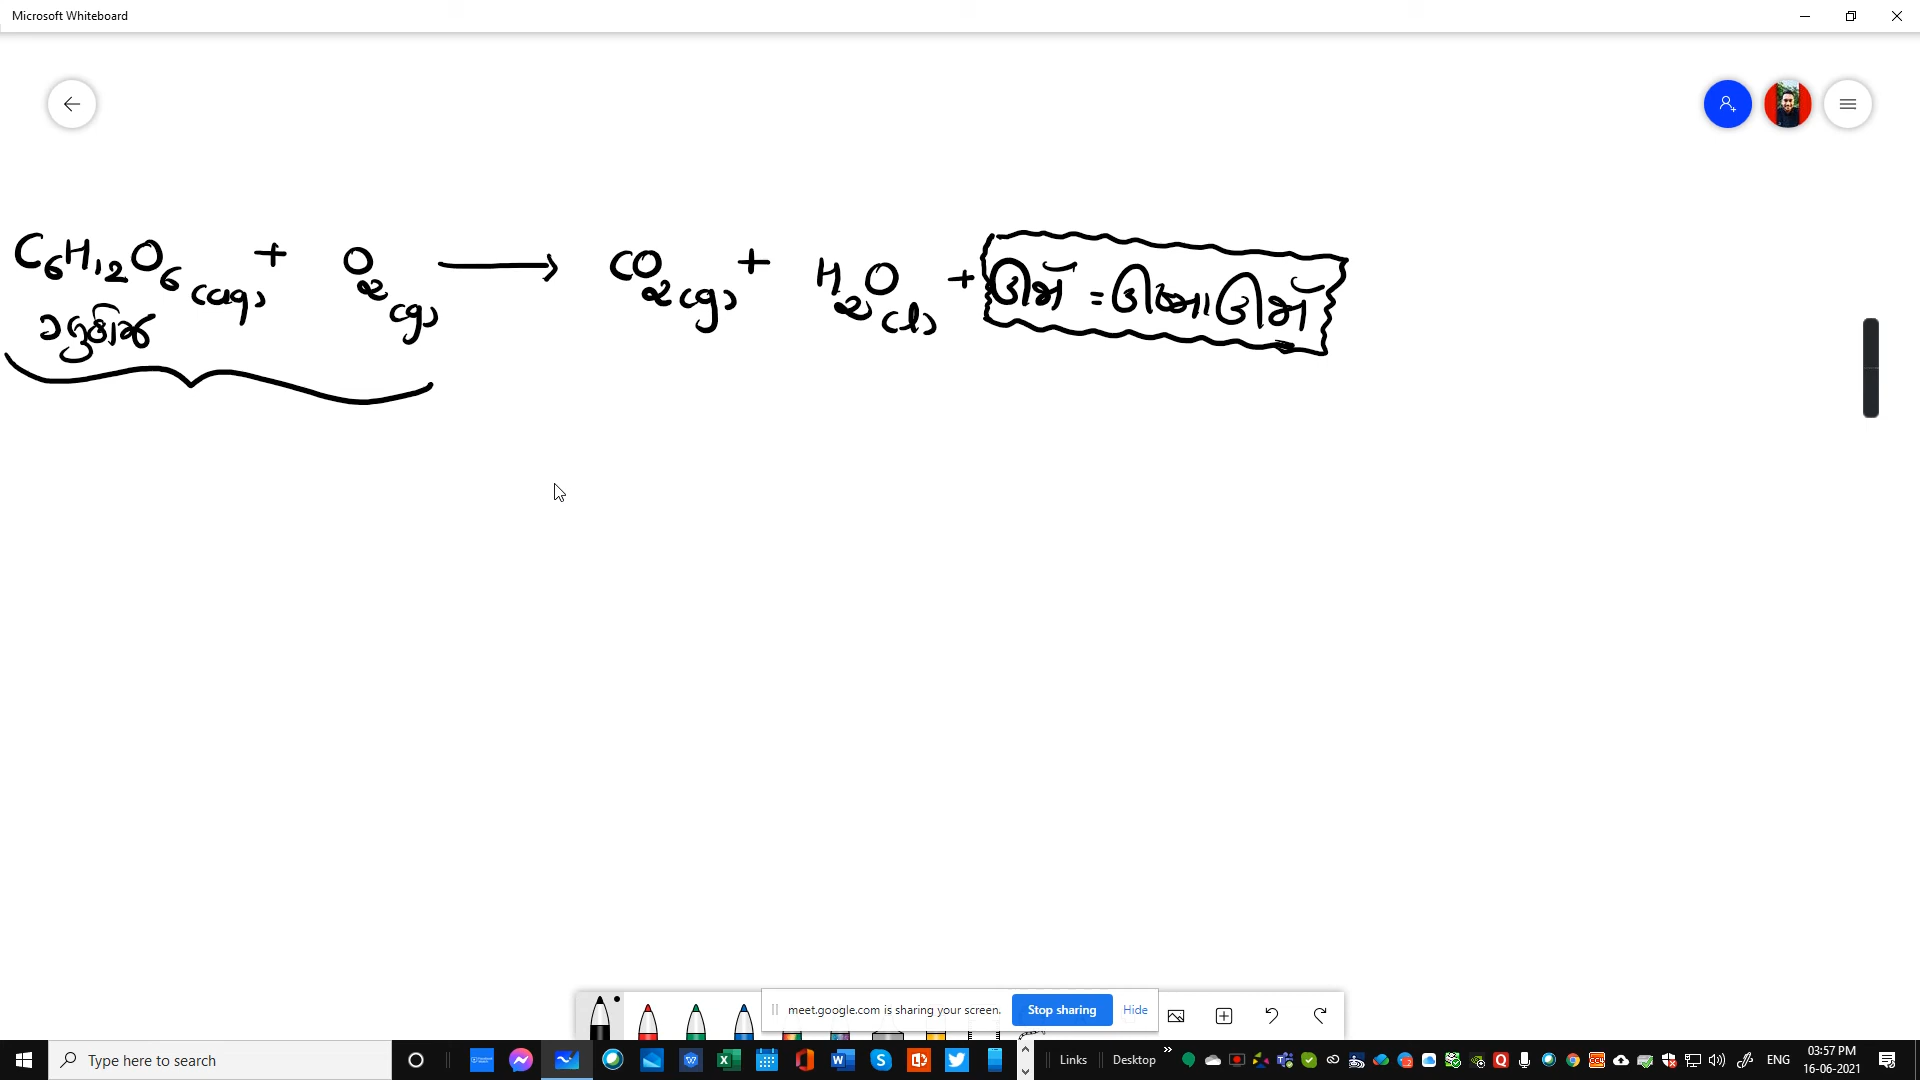 Microsoft Whiteboard
C6H12O6(aq) + O2(g) → CO2(g) + H2O(l) + ઊર્જા = ઊષ્મા ઊર્જા
ગ્લુકોઝ
meet.google.com is sharing your screen. Stop sharing Hide
Type here to search
Links Desktop ENG 03:57 PM
16-06-2021